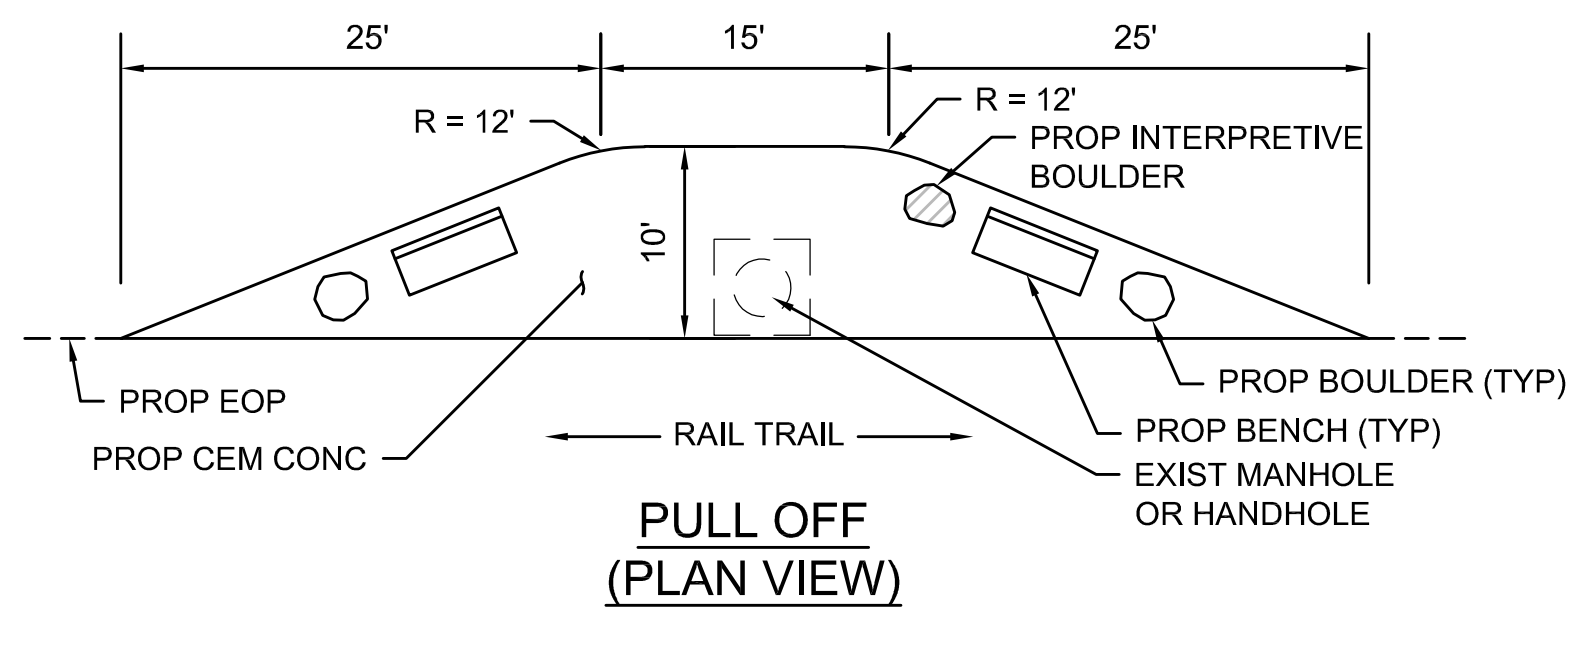 25'
15'
25'
R = 12'
R = 12'
PROP INTERPRETIVE
BOULDER
10'
PROP EOP
PROP BOULDER (TYP)
RAIL TRAIL
PROP BENCH (TYP)
PROP CEM CONC
EXIST MANHOLE
OR HANDHOLE
PULL OFF
(PLAN VIEW)